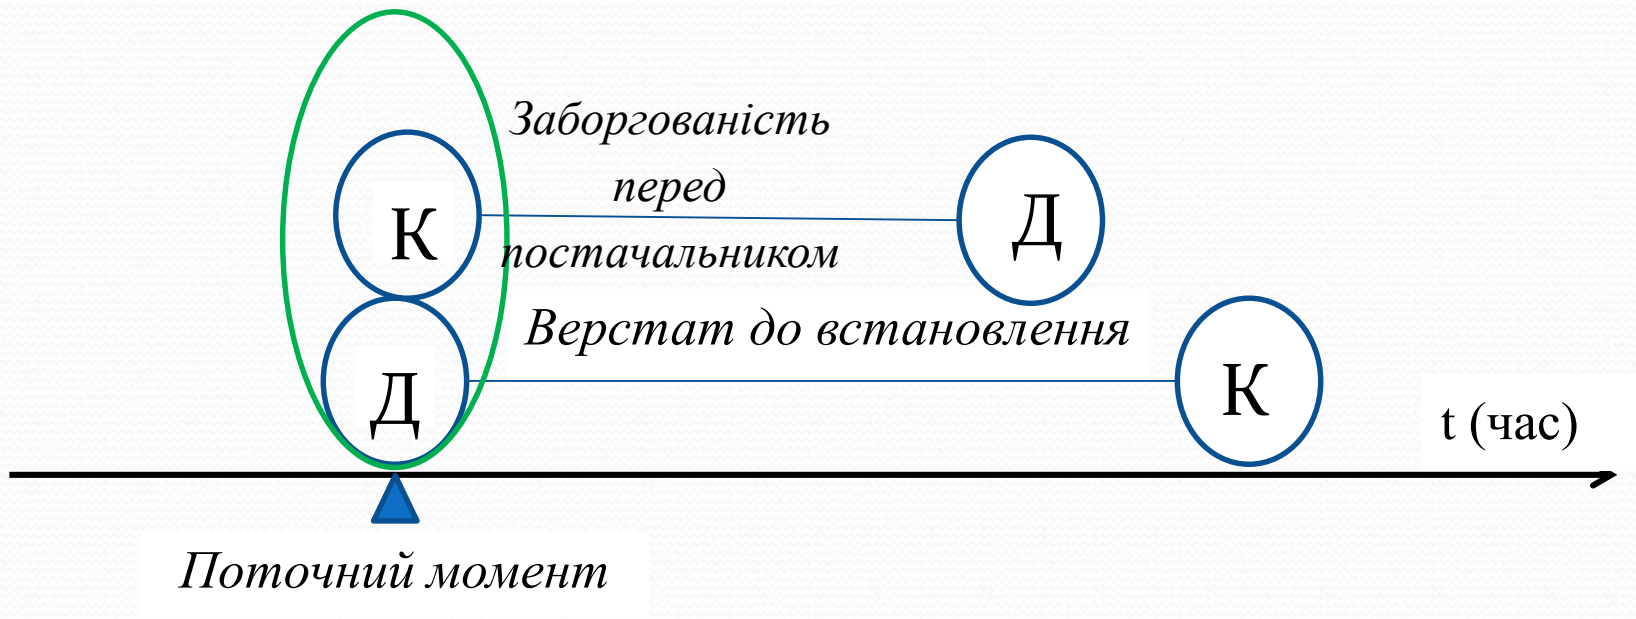 Заборгованість
перед
постачальником
К
Д
Верстат до встановлення
Д
К
t (час)
Поточний момент